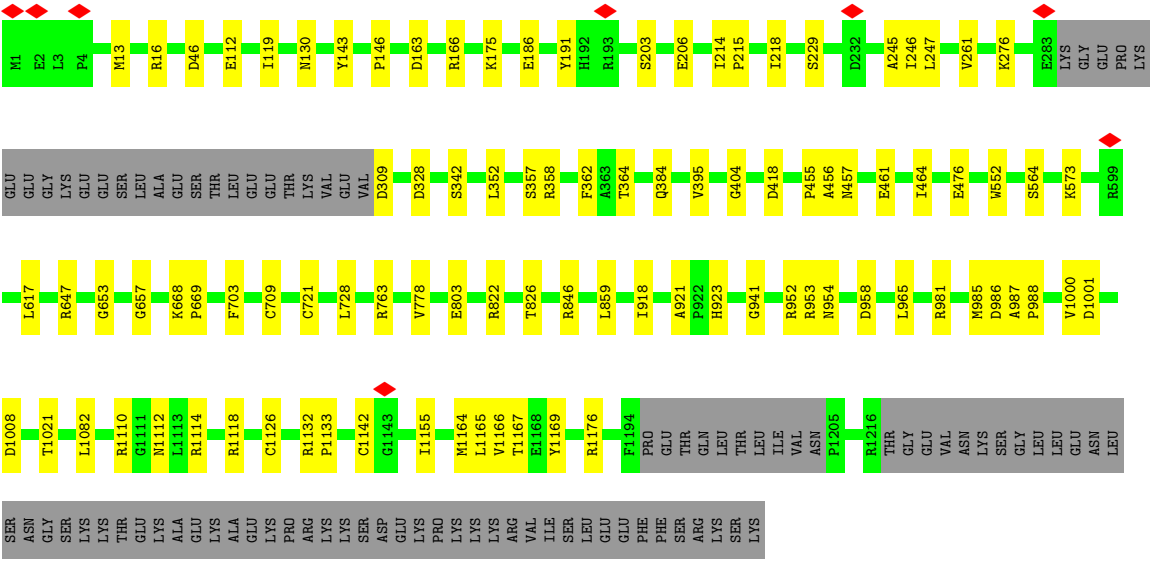 M1 E2 L3 P4 M13 R16 D46 E112 I119 N130 Y143 P146 D163 R166 K175 E186 Y191 H192 R193 S203 E206 I214 P215 I218 S229 D232 A245 I246 L247 V261 K276 E283 LYS GLY GLU PRO LYS
GLU GLU GLY LYS GLU GLU SER LEU ALA GLU SER THR LEU GLU GLU THR LYS VAL GLU VAL D309 D328 S342 L352 S357 R358 F362 A363 T364 Q384 V395 G404 D418 P455 A456 N457 E461 I464 E476 W552 S564 K573 R599
L617 R647 G653 G657 K668 P669 F703 C709 C721 L728 R763 V778 E803 R822 T826 R846 L859 I918 A921 P922 H923 G941 R952 R953 N954 D958 L965 R981 M985 D986 A987 P988 V1000 D1001
D1008 T1021 L1082 R1110 G1111 N1112 L1113 R1114 R1118 C1126 R1132 P1133 C1142 G1143 I1155 M1164 L1165 V1166 T1167 E1168 Y1169 R1176 F1194 PRO GLU THR GLN LEU THR LEU ILE VAL ASN P1205 R1216 THR GLY GLU VAL ASN LYS SER GLY LEU LEU GLU ASN LEU
SER ASN GLY SER LYS LYS THR GLU LYS ALA GLU LYS ALA GLU LYS PRO ARG LYS LYS SER ASP GLU LYS PRO LYS LYS LYS ARG VAL ILE SER LEU GLU GLU PHE PHE SER ARG LYS SER LYS